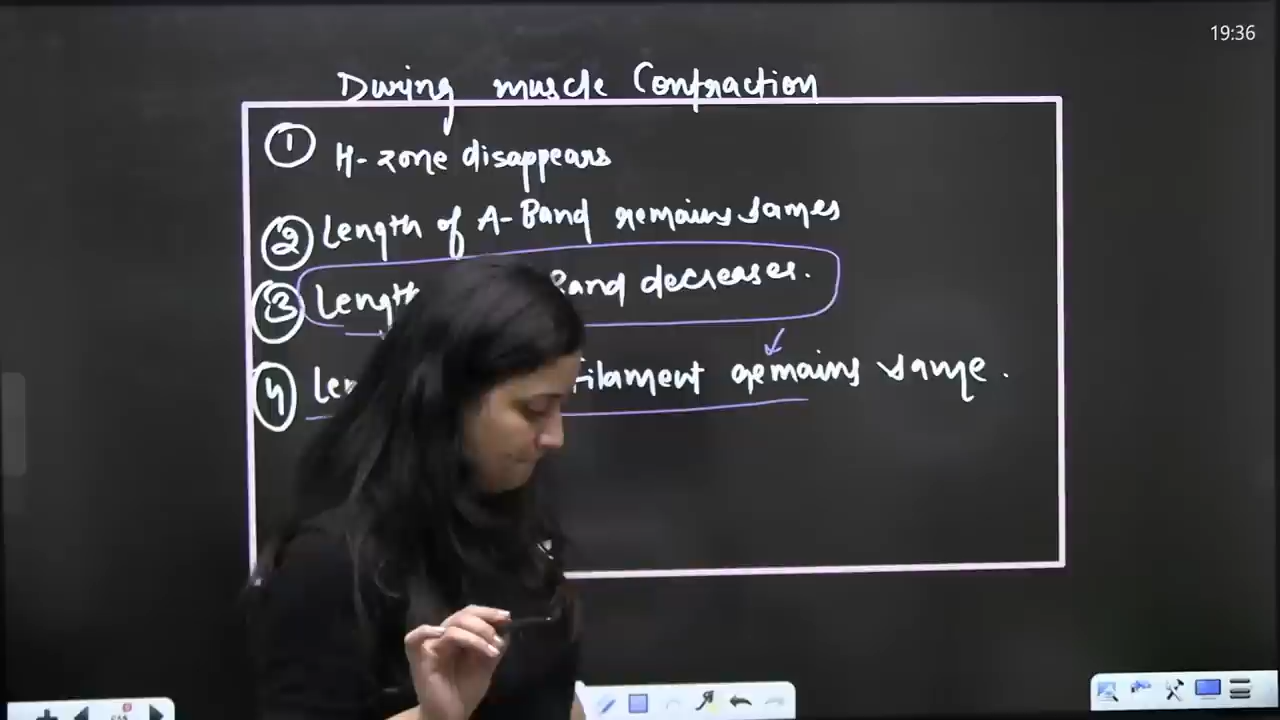 19:36
During muscle Contraction
1 H-zone disappears
2 Length of A-Band remains sames
3 Length Band decreases.
4 Len filament remains same.